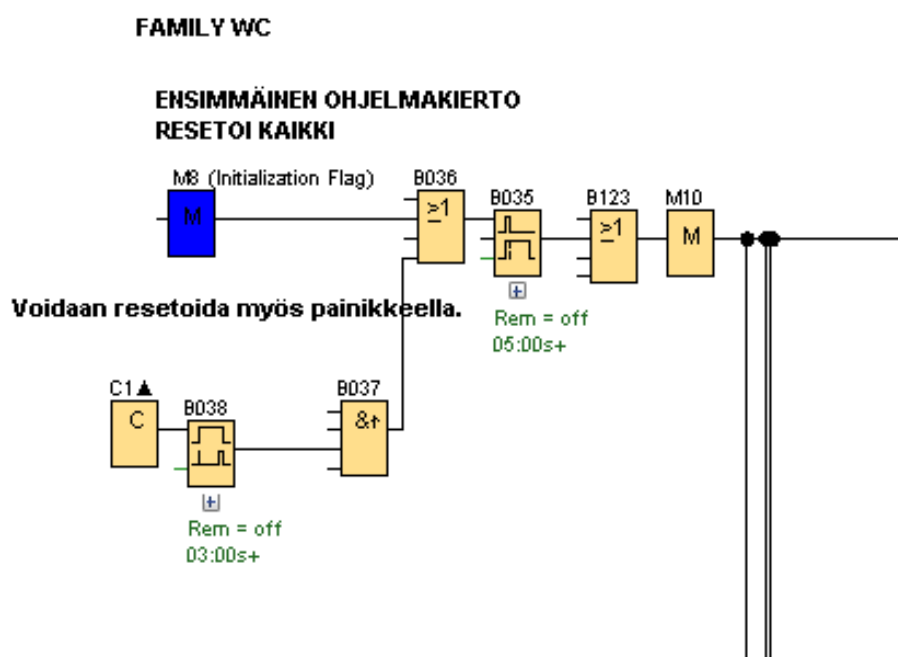 FAMILY WC
ENSIMMÄINEN OHJELMAKIERTO
RESETOI KAIKKI
M8 (Initialization Flag)
B036
B035
B123
M10
M
≥1
≥1
M
Rem = off
05:00s+
Voidaan resetoida myös painikkeella.
C1▲
B038
B037
C
&↑
Rem = off
03:00s+